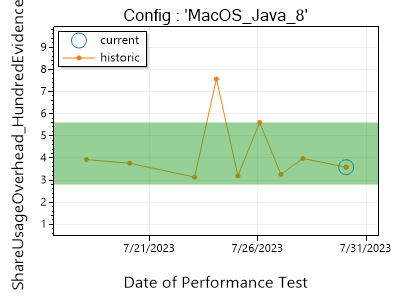 Config : 'MacOS_Java_8'
ShareUsageOverhead_HundredEvidence
current
historic
9
8
7
6
5
4
3
2
1
7/21/2023
7/26/2023
7/31/2023
Date of Performance Test